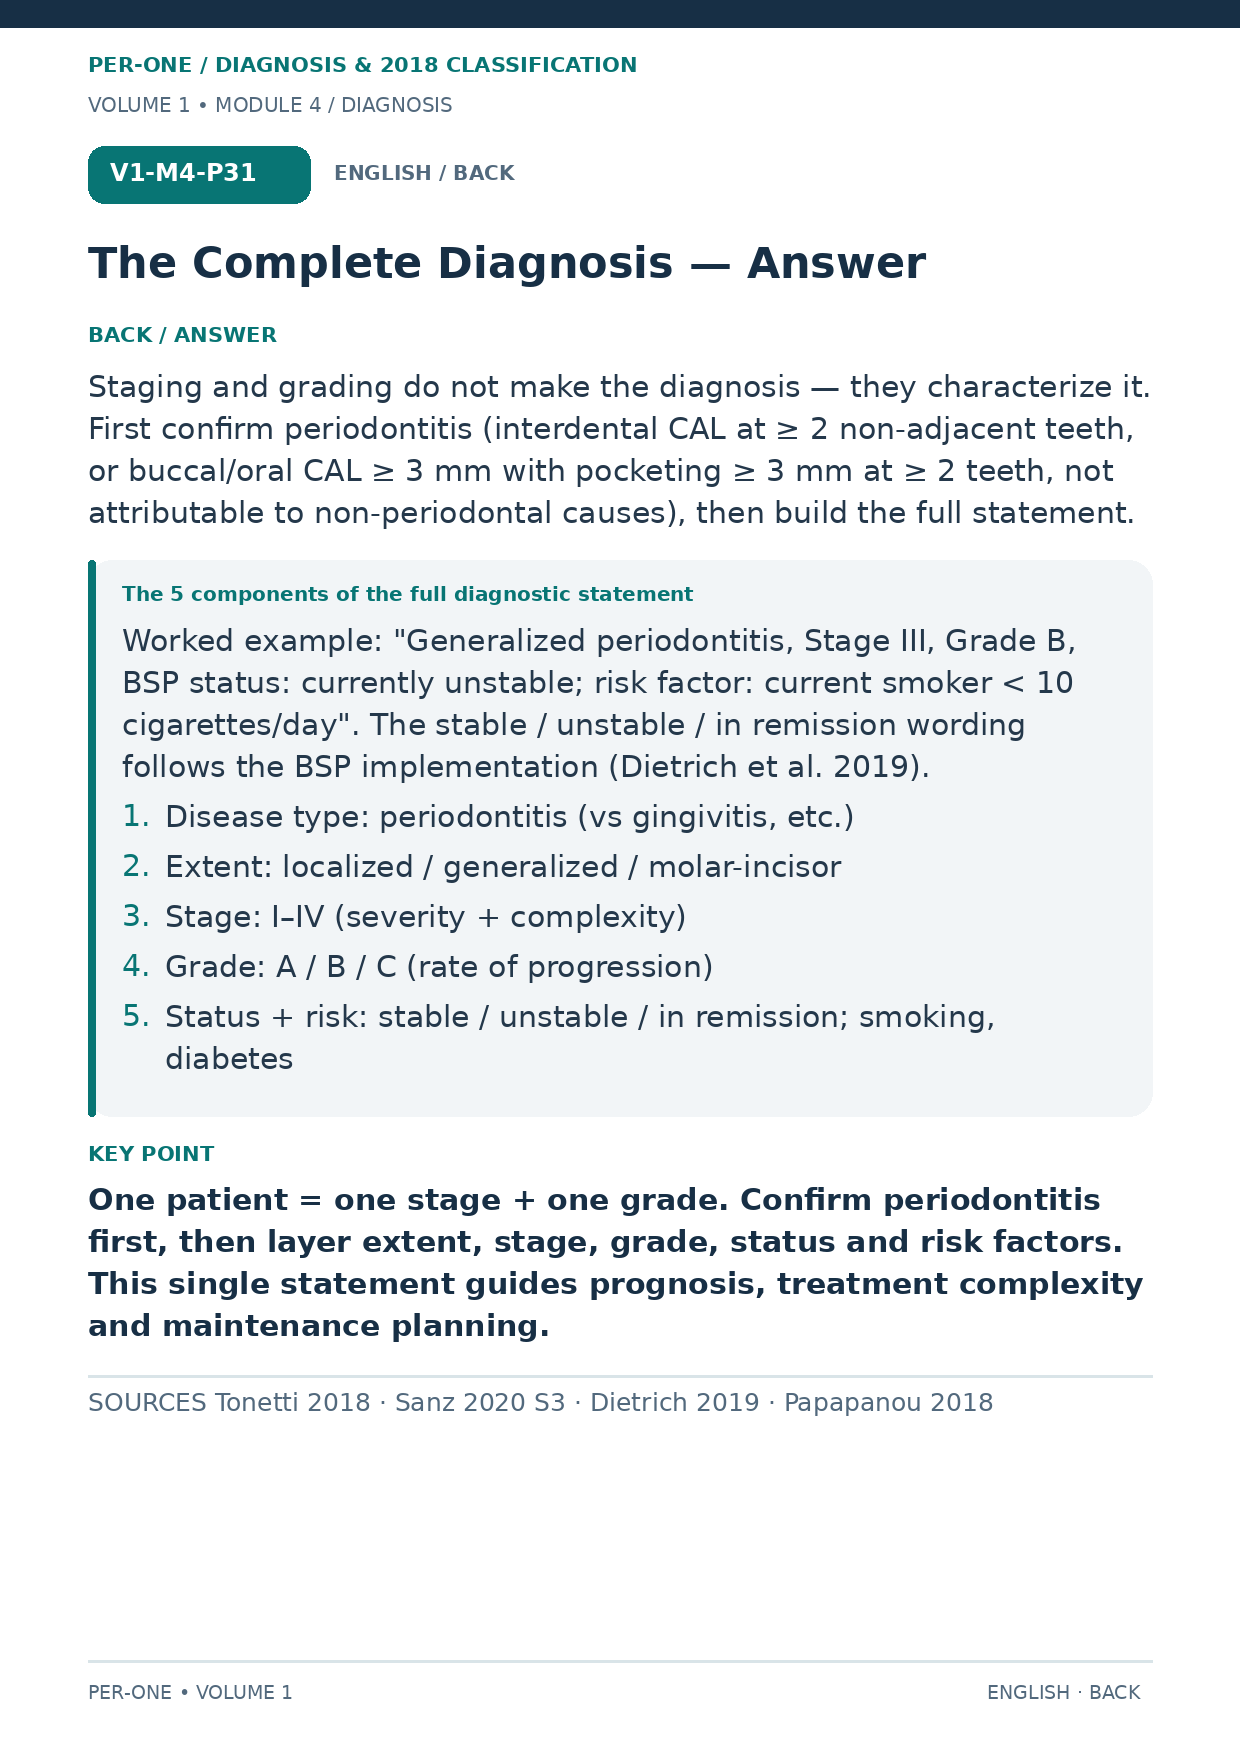 PER-ONE / DIAGNOSIS & 2018 CLASSIFICATION
VOLUME 1 • MODULE 4 / DIAGNOSIS
V1-M4-P31
ENGLISH / BACK
The Complete Diagnosis — Answer
BACK / ANSWER
Staging and grading do not make the diagnosis — they characterize it.
First confirm periodontitis (interdental CAL at ≥ 2 non-adjacent teeth,
or buccal/oral CAL ≥ 3 mm with pocketing ≥ 3 mm at ≥ 2 teeth, not
attributable to non-periodontal causes), then build the full statement.
The 5 components of the full diagnostic statement
Worked example: "Generalized periodontitis, Stage III, Grade B,
BSP status: currently unstable; risk factor: current smoker < 10
cigarettes/day". The stable / unstable / in remission wording
follows the BSP implementation (Dietrich et al. 2019).
1. Disease type: periodontitis (vs gingivitis, etc.)
2. Extent: localized / generalized / molar-incisor
3. Stage: I–IV (severity + complexity)
4. Grade: A / B / C (rate of progression)
5. Status + risk: stable / unstable / in remission; smoking,
diabetes
KEY POINT
One patient = one stage + one grade. Confirm periodontitis
first, then layer extent, stage, grade, status and risk factors.
This single statement guides prognosis, treatment complexity
and maintenance planning.
SOURCES Tonetti 2018 · Sanz 2020 S3 · Dietrich 2019 · Papapanou 2018
PER-ONE • VOLUME 1
ENGLISH · BACK